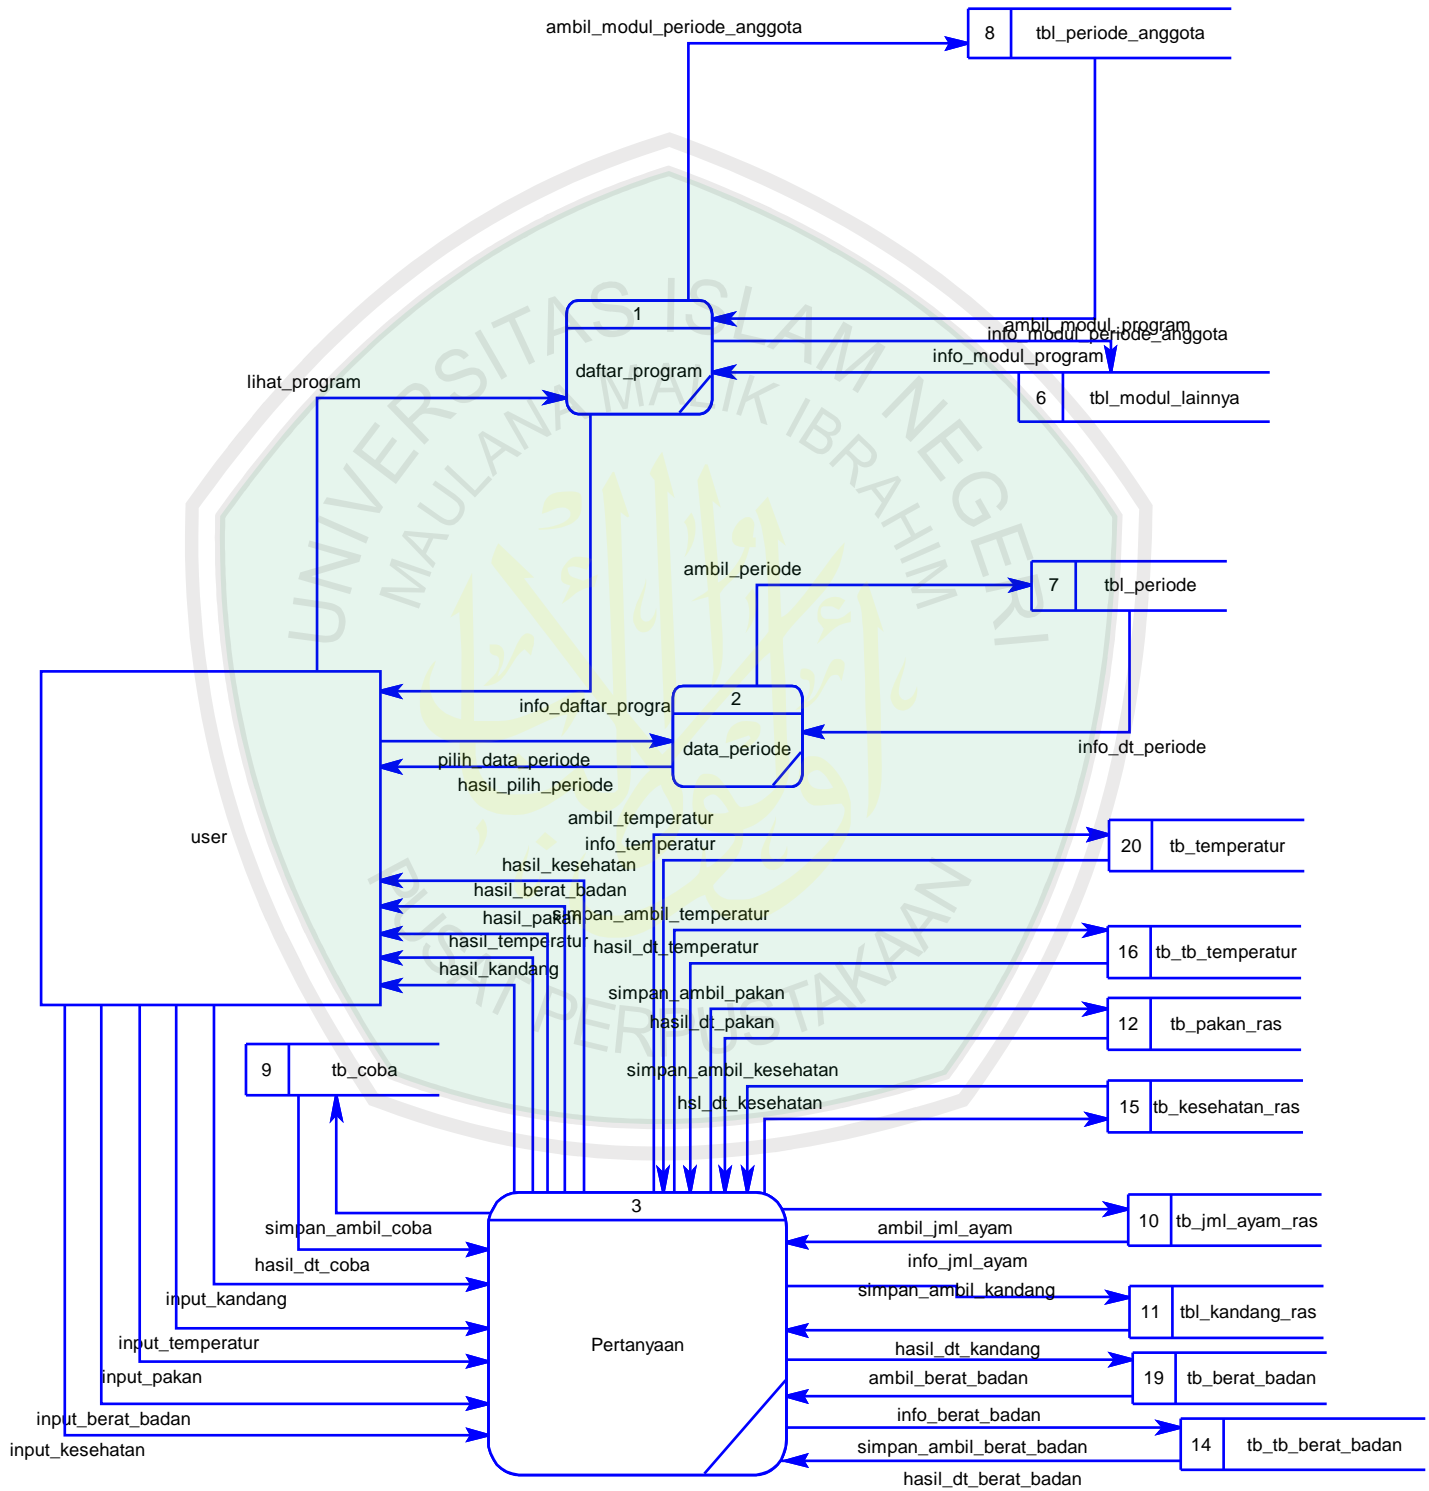 ambil_modul_periode_anggota
8 tbl_periode_anggota
1
ambil_modul_program
info_modul_periode_anggota
info_modul_program
daftar_program
lihat_program
6 tbl_modul_lainnya
UNIVERSITAS ISLAM NEGERI
MAULANA MALIK IBRAHIM
ambil_periode
7 tbl_periode
info_daftar_progra
2
data_periode
info_dt_periode
pilih_data_periode
hasil_pilih_periode
user
ambil_temperatur
info_temperatur
20 tb_temperatur
hasil_kesehatan
hasil_berat_badan
hasil_pakan
simpan_ambil_temperatur
hasil_temperatur
hasil_dt_temperatur
16 tb_tb_temperatur
hasil_kandang
simpan_ambil_pakan
hasil_dt_pakan
12 tb_pakan_ras
PUSAT PERPUSTAKAAN
9 tb_coba
simpan_ambil_kesehatan
hsl_dt_kesehatan
15 tb_kesehatan_ras
3
Pertanyaan
simpan_ambil_coba
hasil_dt_coba
input_kandang
input_temperatur
input_pakan
input_berat_badan
input_kesehatan
ambil_jml_ayam
10 tb_jml_ayam_ras
info_jml_ayam
simpan_ambil_kandang
11 tbl_kandang_ras
hasil_dt_kandang
ambil_berat_badan
19 tb_berat_badan
info_berat_badan
simpan_ambil_berat_badan
14 tb_tb_berat_badan
hasil_dt_berat_badan